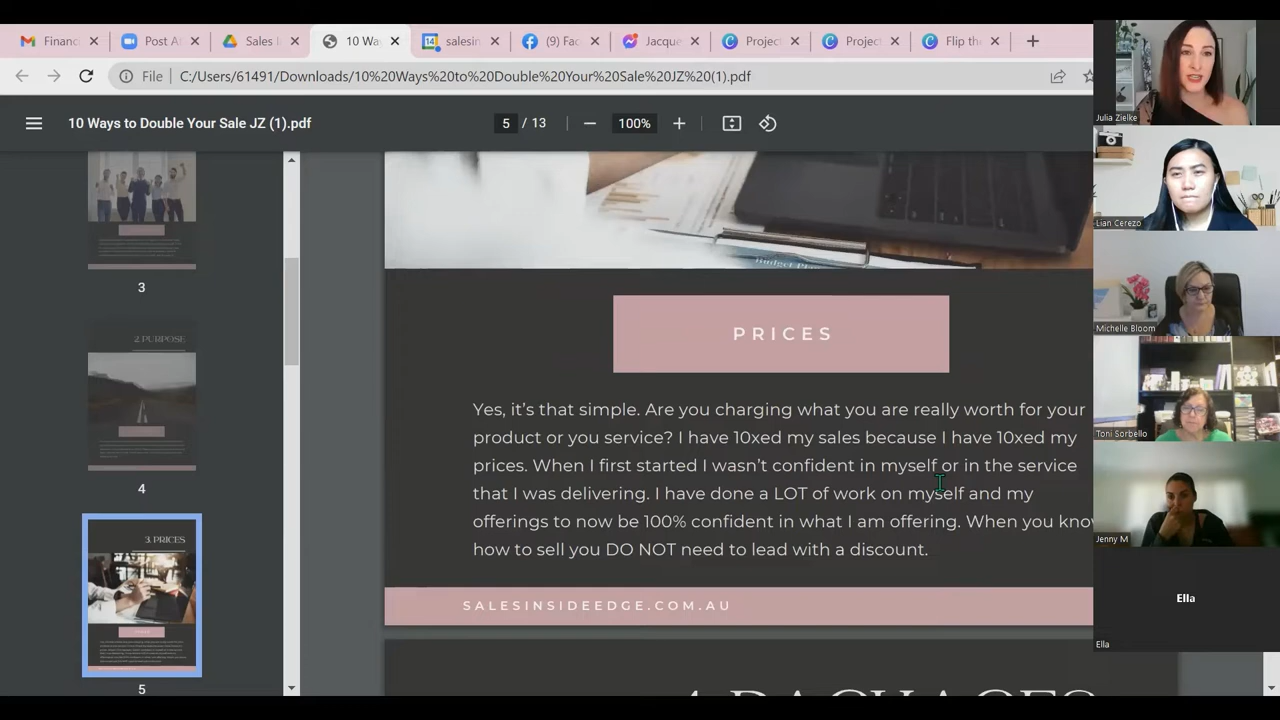 Financ
Post At
Sales I
10 Way
14
salesin
(9) Fac
Jacque
Project
Project
Flip the
File
C:/Users/61491/Downloads/10%20Ways%20to%20Double%20Your%20Sale%20JZ%20(1).pdf
10 Ways to Double Your Sale JZ (1).pdf
5 / 13
100%
3
2. PURPOSE
4
3. PRICES
5
Budget Pla
PRICES
Yes, it's that simple. Are you charging what you are really worth for your
product or you service? I have 10xed my sales because I have 10xed my
prices. When I first started I wasn't confident in myself or in the service
that I was delivering. I have done a LOT of work on myself and my
offerings to now be 100% confident in what I am offering. When you kno
how to sell you DO NOT need to lead with a discount.
SALESINSIDEEDGE.COM.AU
4. PACKAGES
Julia Zielke
Lian Cerezo
Michelle Bloom
Toni Sorbello
Jenny M
Ella
Ella